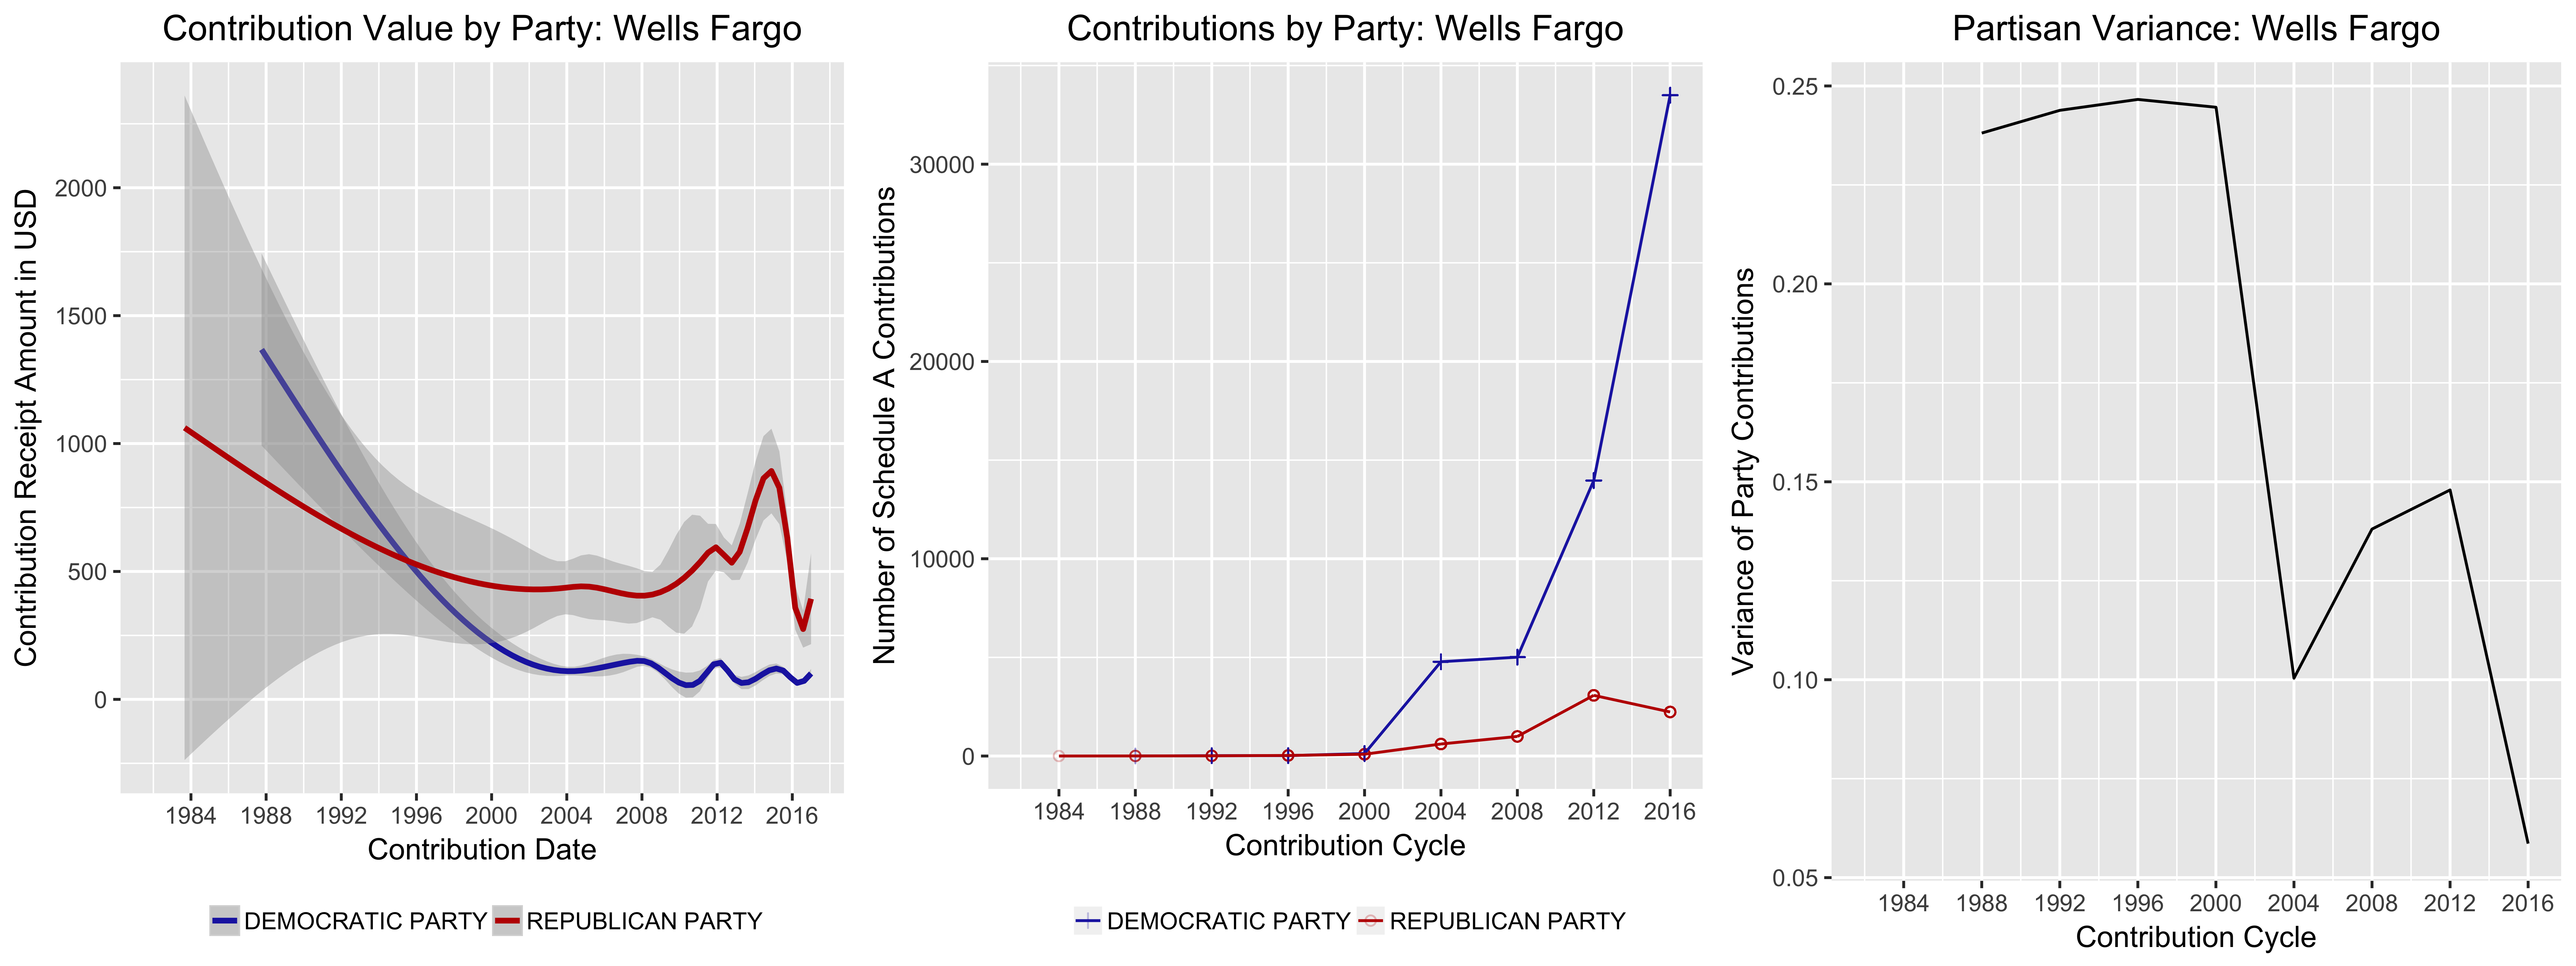 Contribution Value by Party: Wells Fargo
Contribution Receipt Amount in USD
2000
1500
1000
500
0
1984 1988 1992 1996 2000 2004 2008 2012 2016
Contribution Date
DEMOCRATIC PARTY REPUBLICAN PARTY
Contributions by Party: Wells Fargo
Number of Schedule A Contributions
30000
20000
10000
0
1984 1988 1992 1996 2000 2004 2008 2012 2016
Contribution Cycle
DEMOCRATIC PARTY REPUBLICAN PARTY
Partisan Variance: Wells Fargo
Variance of Party Contributions
0.25
0.20
0.15
0.10
0.05
1984 1988 1992 1996 2000 2004 2008 2012 2016
Contribution Cycle